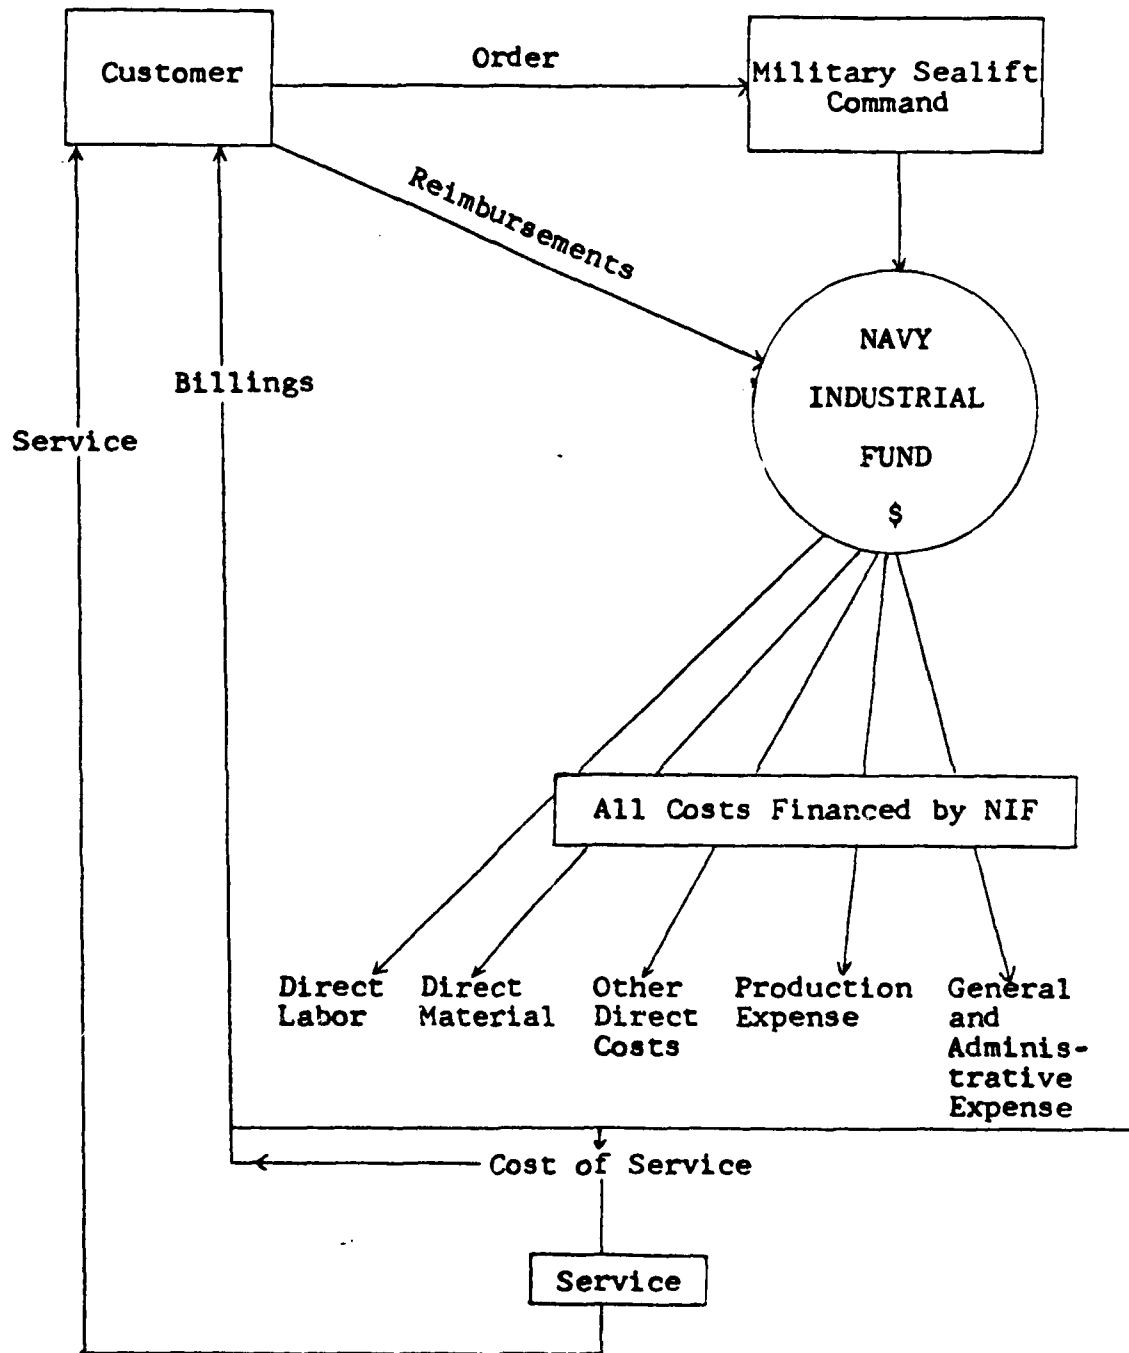 Customer
Order
Military Sealift
Command
Reimbursements
NAVY
INDUSTRIAL
FUND
$
Billings
Service
All Costs Financed by NIF
Direct
Labor
Direct
Material
Other
Direct
Costs
Production
Expense
General
and
Adminis-
trative
Expense
Cost of Service
Service